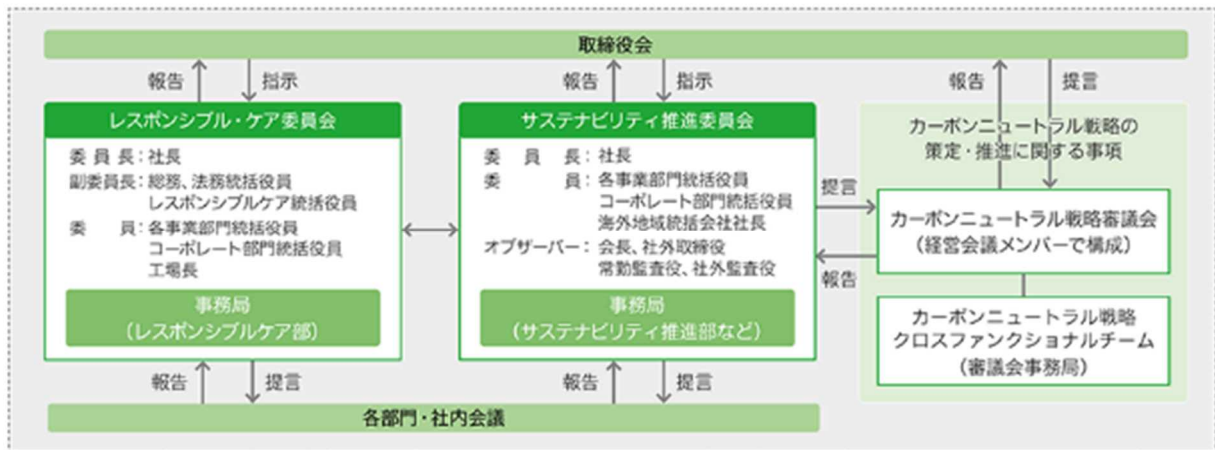 取締役会
報告
指示
報告
指示
報告
提言
レスポンシブル・ケア委員会
委員長：社長
副委員長：総務、法務統括役員
レスポンシブルケア統括役員
委　員：各事業部門統括役員
コーポレート部門統括役員
工場長
事務局
（レスポンシブルケア部）
サステナビリティ推進委員会
委　員　長：社長
委　　　員：各事業部門統括役員
コーポレート部門統括役員
海外地域統括会社社長
オブザーバー：会長、社外取締役
常勤監査役、社外監査役
事務局
（サステナビリティ推進部など）
提言
報告
カーボンニュートラル戦略の
策定・推進に関する事項
カーボンニュートラル戦略審議会
（経営会議メンバーで構成）
カーボンニュートラル戦略
クロスファンクショナルチーム
（審議会事務局）
報告
提言
報告
提言
各部門・社内会議